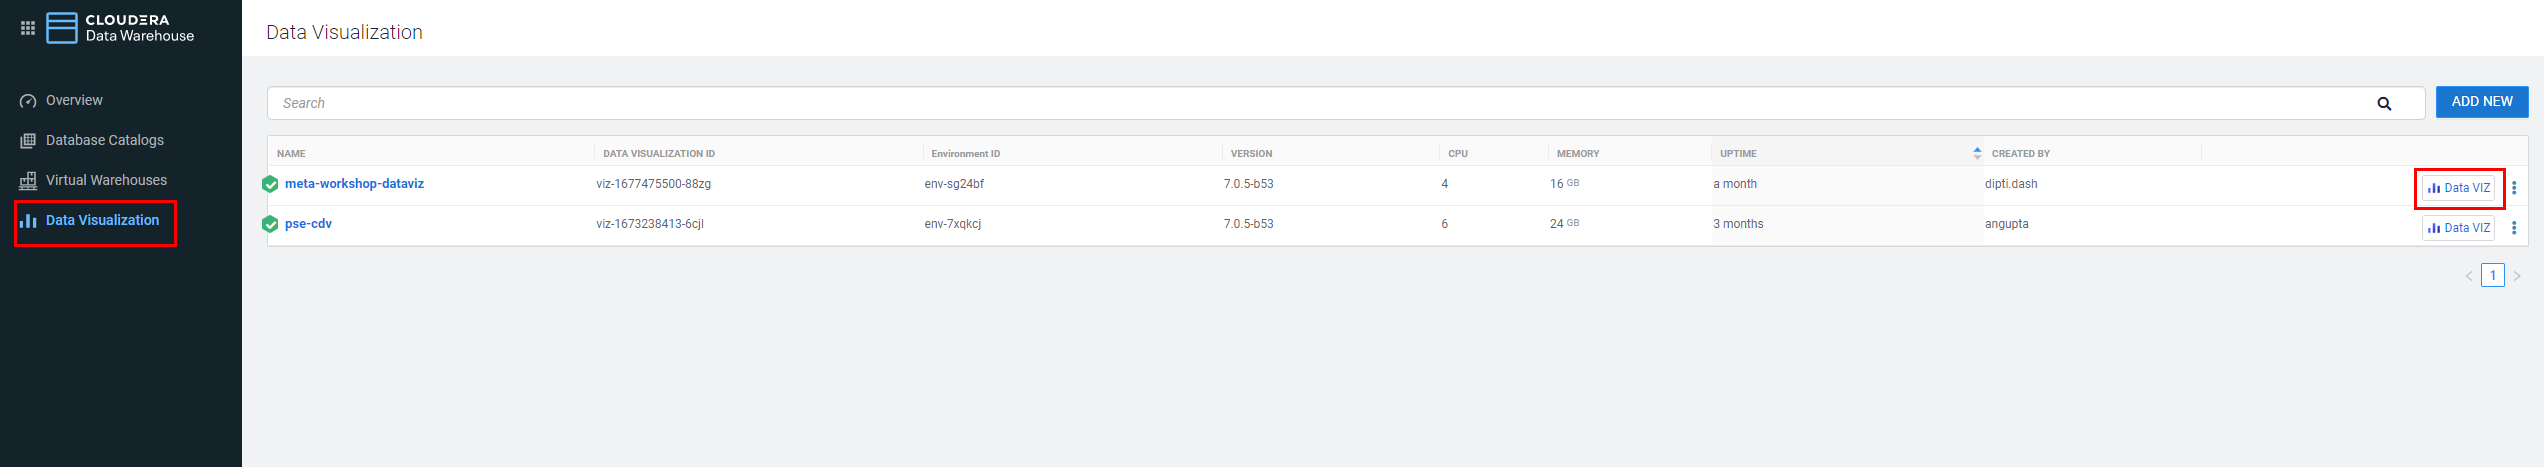 CLOUDERA
Data Warehouse
Overview
Database Catalogs
Virtual Warehouses
Data Visualization
Data Visualization
Search
ADD NEW
NAME DATA VISUALIZATION ID Environment ID VERSION CPU MEMORY UPTIME CREATED BY
meta-workshop-dataviz viz-1677475500-88zg env-sg24bf 7.0.5-b53 4 16 GB a month dipti.dash Data VIZ
pse-cdv viz-1673238413-6cjl env-7xqkcj 7.0.5-b53 6 24 GB 3 months angupta Data VIZ
< 1 >